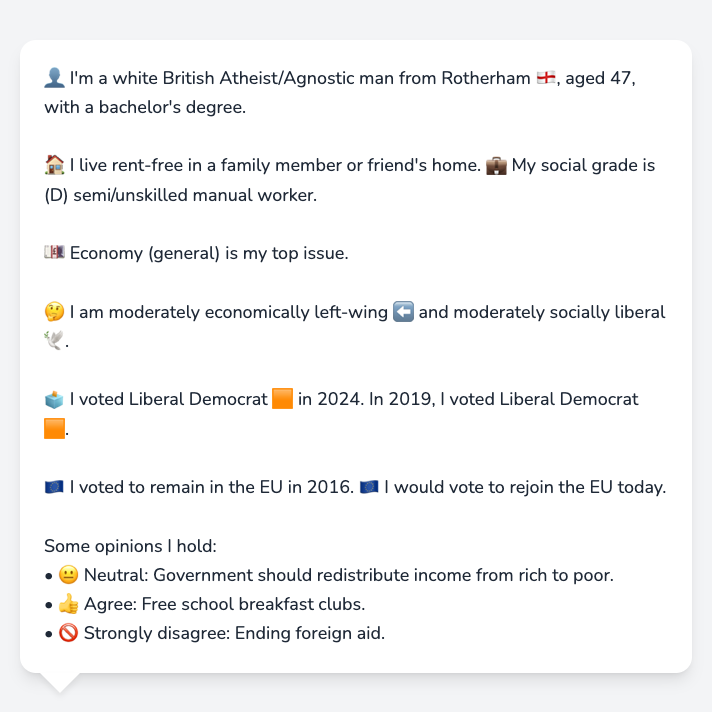 👤 I'm a white British Atheist/Agnostic man from Rotherham 🏴󠁧󠁢󠁥󠁮󠁧󠁿, aged 47,
with a bachelor's degree.
🏠 I live rent-free in a family member or friend's home. 💼 My social grade is
(D) semi/unskilled manual worker.
💷 Economy (general) is my top issue.
🤔 I am moderately economically left-wing ⬅️ and moderately socially liberal
🕊️.
🗳️ I voted Liberal Democrat 🟧 in 2024. In 2019, I voted Liberal Democrat
🟧.
🇪🇺 I voted to remain in the EU in 2016. 🇪🇺 I would vote to rejoin the EU today.
Some opinions I hold:
• 😐 Neutral: Government should redistribute income from rich to poor.
• 👍 Agree: Free school breakfast clubs.
• 🚫 Strongly disagree: Ending foreign aid.